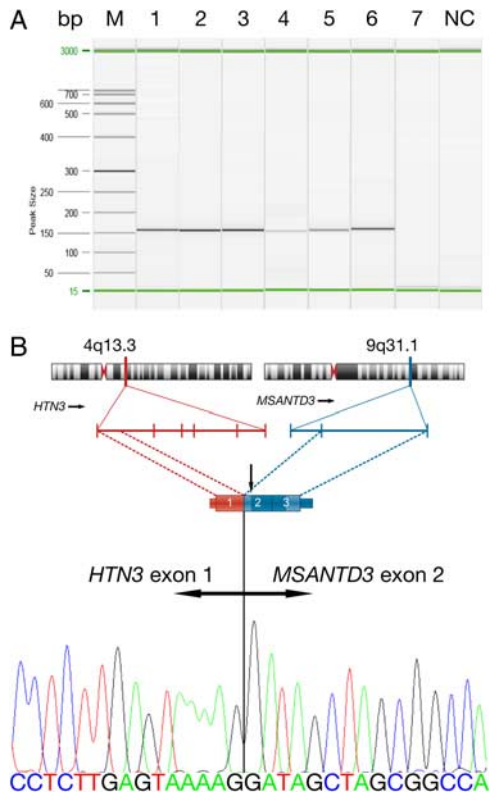 A bp M 1 2 3 4 5 6 7 NC
3000
700
600
500
400
300
250
200
150
100
50
15
Peak Size
B
4q13.3 9q31.1
HTN3 MSANTD3
1 2 3
HTN3 exon 1 MSANTD3 exon 2
CCTCTTGAGTAAAAGGATAGCTAGCGGCCA